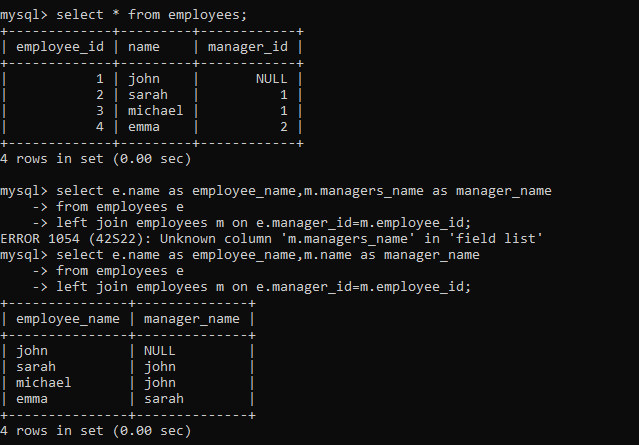 mysql> select * from employees;
+-------------+---------+------------+
| employee_id | name    | manager_id |
+-------------+---------+------------+
|           1 | john    |       NULL |
|           2 | sarah   |          1 |
|           3 | michael |          1 |
|           4 | emma    |          2 |
+-------------+---------+------------+
4 rows in set (0.00 sec)

mysql> select e.name as employee_name,m.managers_name as manager_name
    -> from employees e
    -> left join employees m on e.manager_id=m.employee_id;
ERROR 1054 (42S22): Unknown column 'm.managers_name' in 'field list'
mysql> select e.name as employee_name,m.name as manager_name
    -> from employees e
    -> left join employees m on e.manager_id=m.employee_id;
+---------------+--------------+
| employee_name | manager_name |
+---------------+--------------+
| john          | NULL         |
| sarah         | john         |
| michael       | john         |
| emma          | sarah        |
+---------------+--------------+
4 rows in set (0.00 sec)